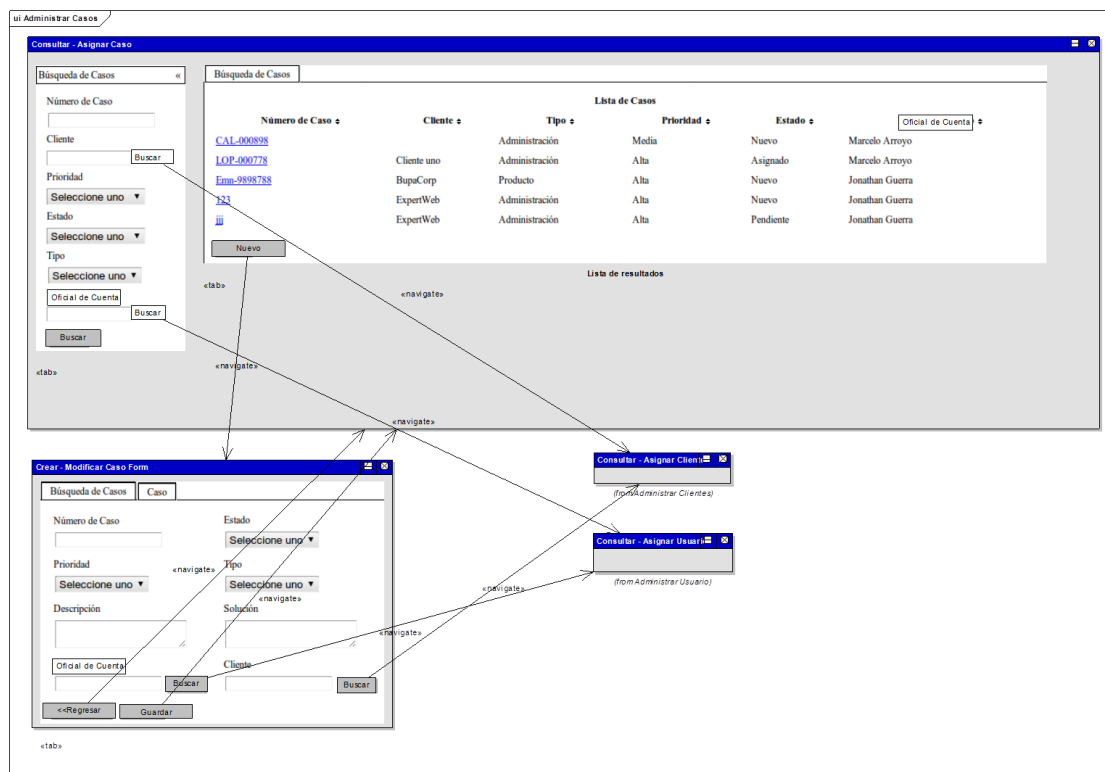 ui Administrar Casos
Consultar - Asignar Caso
Búsqueda de Casos «
Número de Caso
Cliente
Buscar
Prioridad
Seleccione uno
Estado
Seleccione uno
Tipo
Seleccione uno
Oficial de Cuenta
Buscar
Buscar
«tab»
Búsqueda de Casos
Lista de Casos
Número de Caso Cliente Tipo Prioridad Estado Oficial de Cuenta
CAL-000898 Administración Media Nuevo Marcelo Arroyo
LOP-000778 Cliente uno Administración Alta Asignado Marcelo Arroyo
Emn-9898788 BupaCorp Producto Alta Nuevo Jonathan Guerra
123 ExpertWeb Administración Alta Nuevo Jonathan Guerra
jjj ExpertWeb Administración Alta Pendiente Jonathan Guerra
Nuevo
Lista de resultados
«tab»
«navigate»
«navigate»
«navigate»
Crear - Modificar Caso Form
Búsqueda de Casos Caso
Número de Caso Estado
Seleccione uno
Prioridad «navigate» Tipo
Seleccione uno Seleccione uno
«navigate»
Descripción Solución
Oficial de Cuenta Cliente
Buscar Buscar
<<Regresar Guardar
«tab»
«navigate»
«navigate»
Consultar - Asignar Cliente
(from Administrar Clientes)
Consultar - Asignar Usuario
(from Administrar Usuario)